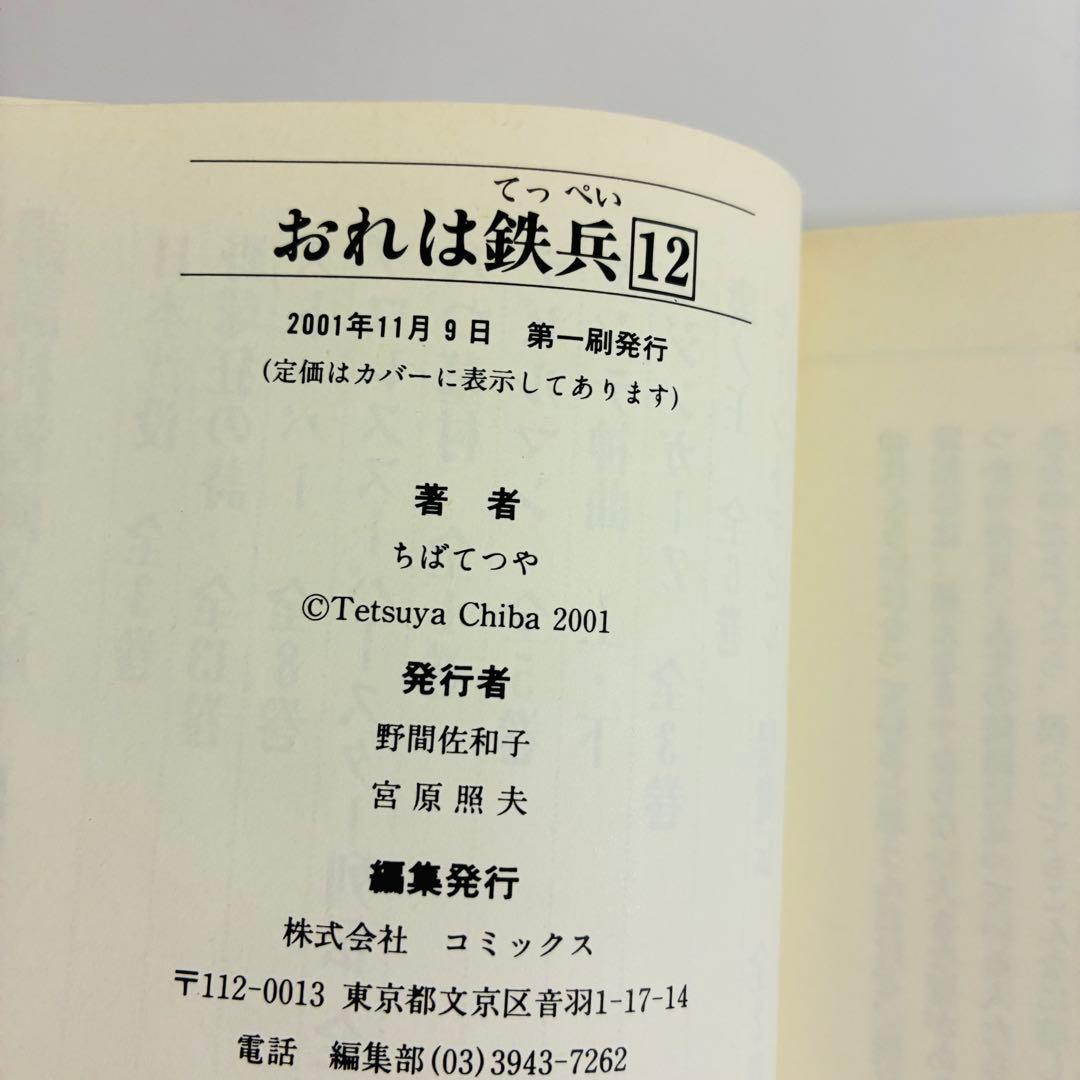 てっぺい
おれは鉄兵12
2001年11月9日 第一刷発行
(定価はカバーに表示してあります)
著者
ちばてつや
©Tetsuya Chiba 2001
発行者
野間佐和子
宮原照夫
編集発行
株式会社 コミックス
〒112-0013 東京都文京区音羽1-17-14
電話 編集部(03)3943-7262